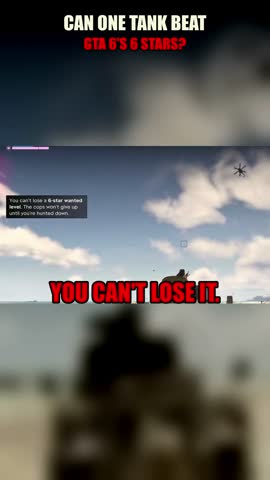 CAN ONE TANK BEAT
GTA 6'S 6 STARS?
You can't lose a 6-star wanted
level. The cops won't give up
until you're hunted down.
YOU CAN'T LOSE IT.